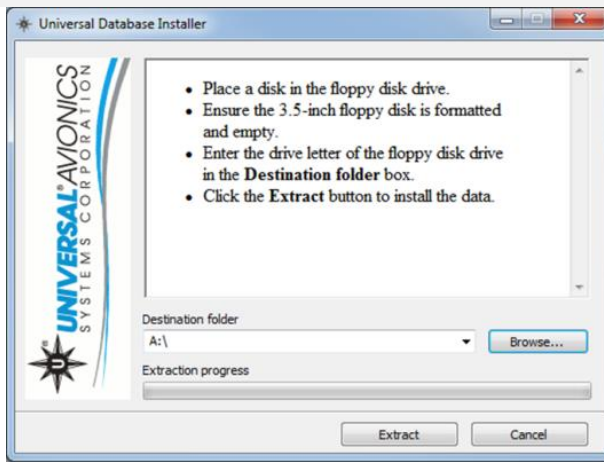 Universal Database Installer
UNIVERSAL® AVIONICS
SYSTEMS CORPORATION
U
®
• Place a disk in the floppy disk drive.
• Ensure the 3.5-inch floppy disk is formatted
and empty.
• Enter the drive letter of the floppy disk drive
in the Destination folder box.
• Click the Extract button to install the data.
Destination folder
A:\
Browse...
Extraction progress
Extract
Cancel